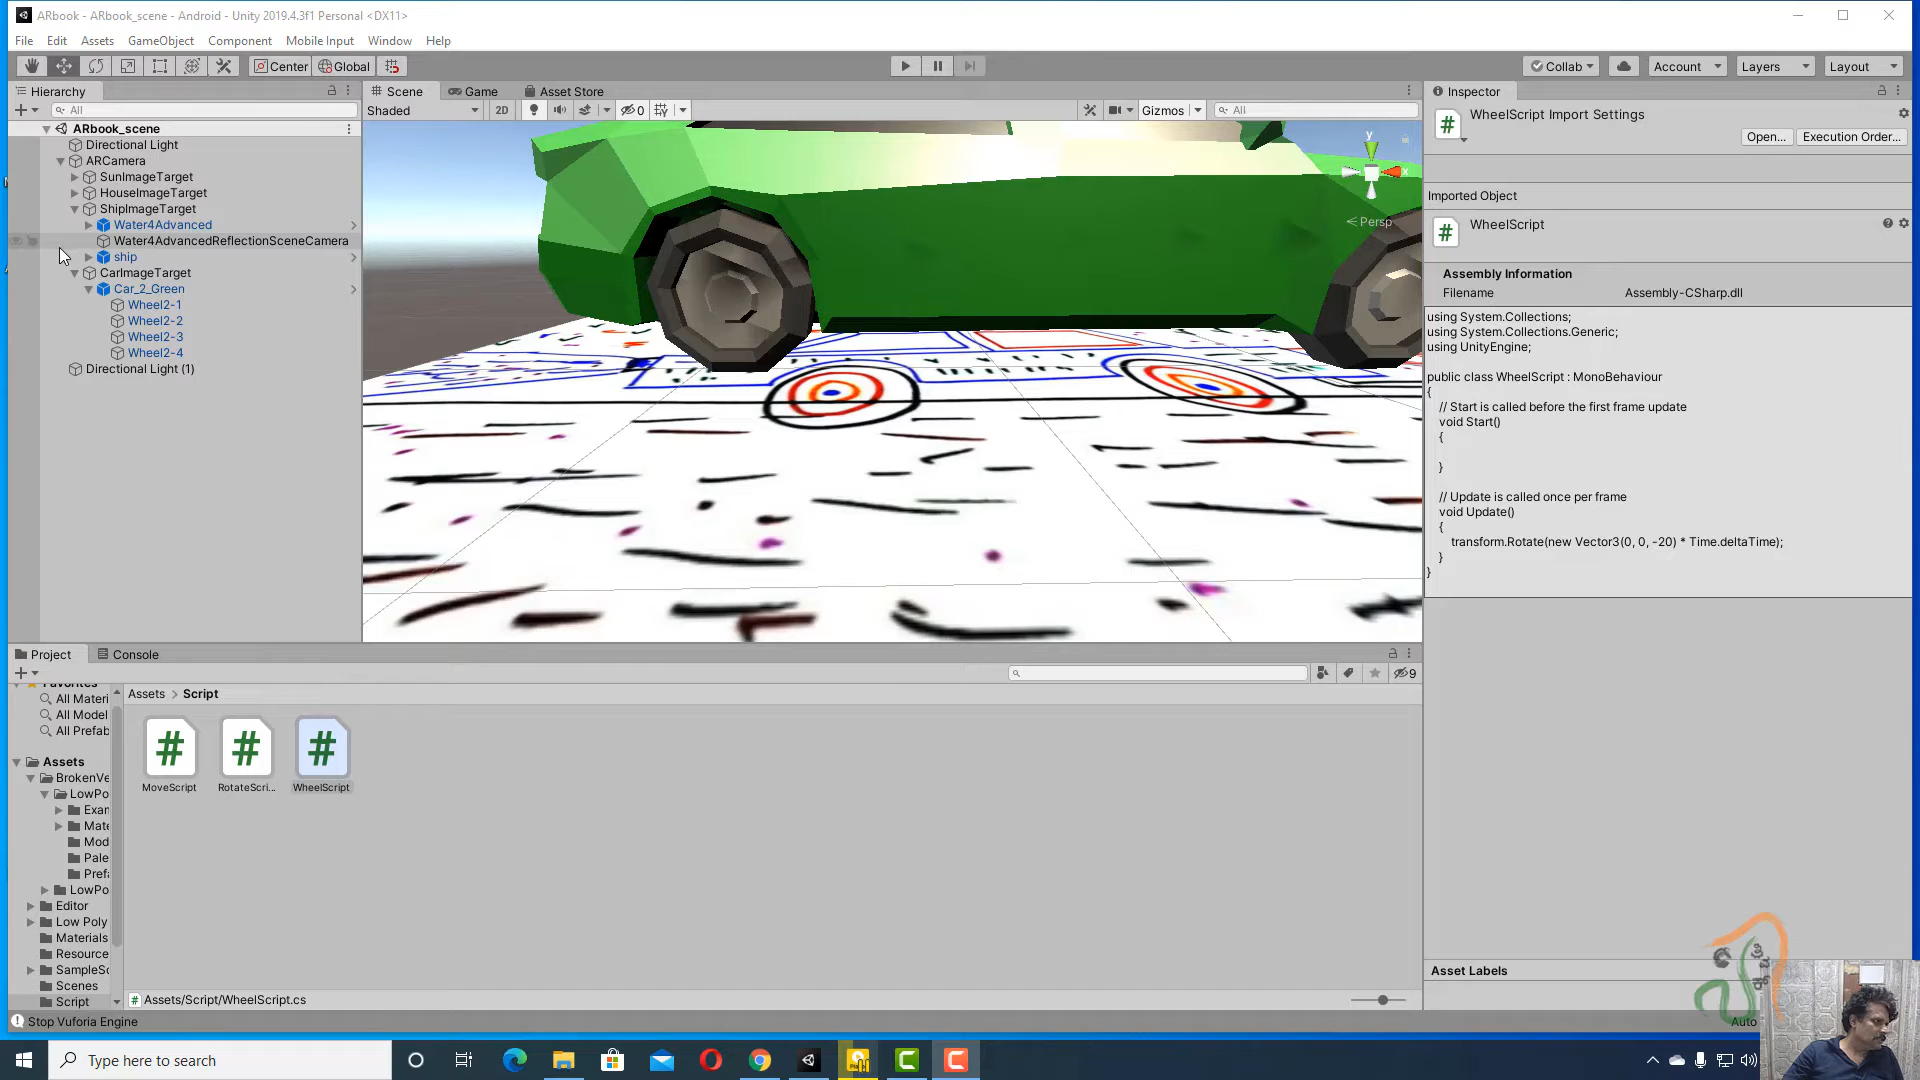 ARbook - ARbook_scene - Android - Unity 2019.4.3f1 Personal <DX11>
File Edit Assets GameObject Component Mobile Input Window Help
Center Global Collab Account Layers Layout
Hierarchy
All
ARbook_scene
Directional Light
ARCamera
SunImageTarget
HouseImageTarget
ShipImageTarget
Water4Advanced
Water4AdvancedReflectionSceneCamera
ship
CarImageTarget
Car_2_Green
Wheel2-1
Wheel2-2
Wheel2-3
Wheel2-4
Directional Light (1)
Scene Game Asset Store
Shaded 2D 0 Gizmos All
y
x
Persp
Inspector
WheelScript Import Settings
Open... Execution Order...
Imported Object
WheelScript
Assembly Information
Filename Assembly-CSharp.dll
using System.Collections;
using System.Collections.Generic;
using UnityEngine;
public class WheelScript : MonoBehaviour
{
// Start is called before the first frame update
void Start()
{
}
// Update is called once per frame
void Update()
{
transform.Rotate(new Vector3(0, 0, -20) * Time.deltaTime);
}
}
Asset Labels
Project Console
9
Favorites
All Materi
All Model
All Prefab
Assets
BrokenVe
LowPo
Exam
Mate
Mod
Pale
Prefa
LowPo
Editor
Low Poly
Materials
Resource
SampleSc
Scenes
Script
Assets > Script
MoveScript RotateScri... WheelScript
Assets/Script/WheelScript.cs
Stop Vuforia Engine
Auto
Type here to search